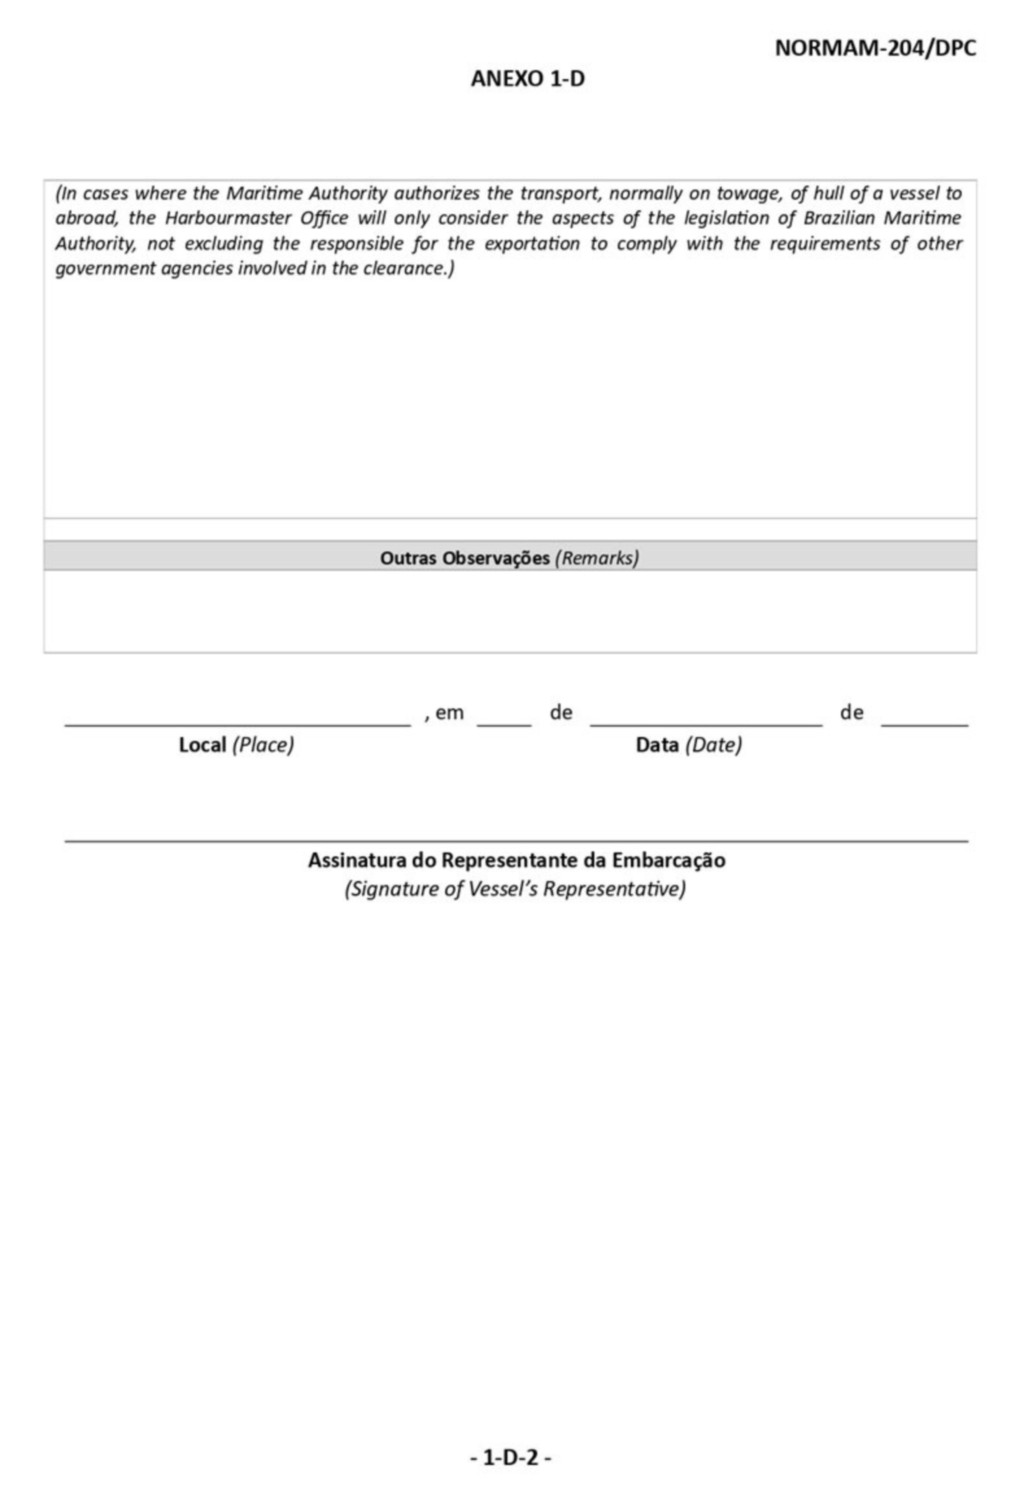 NORMAM-204/DPC
ANEXO 1-D
(In cases where the Maritime Authority authorizes the transport, normally on towage, of hull of a vessel to
abroad, the Harbourmaster Office will only consider the aspects of the legislation of Brazilian Maritime
Authority, not excluding the responsible for the exportation to comply with the requirements of other
government agencies involved in the clearance.)
Outras Observações (Remarks)
, em de de
Local (Place) Data (Date)
Assinatura do Representante da Embarcação
(Signature of Vessel’s Representative)
- 1-D-2 -